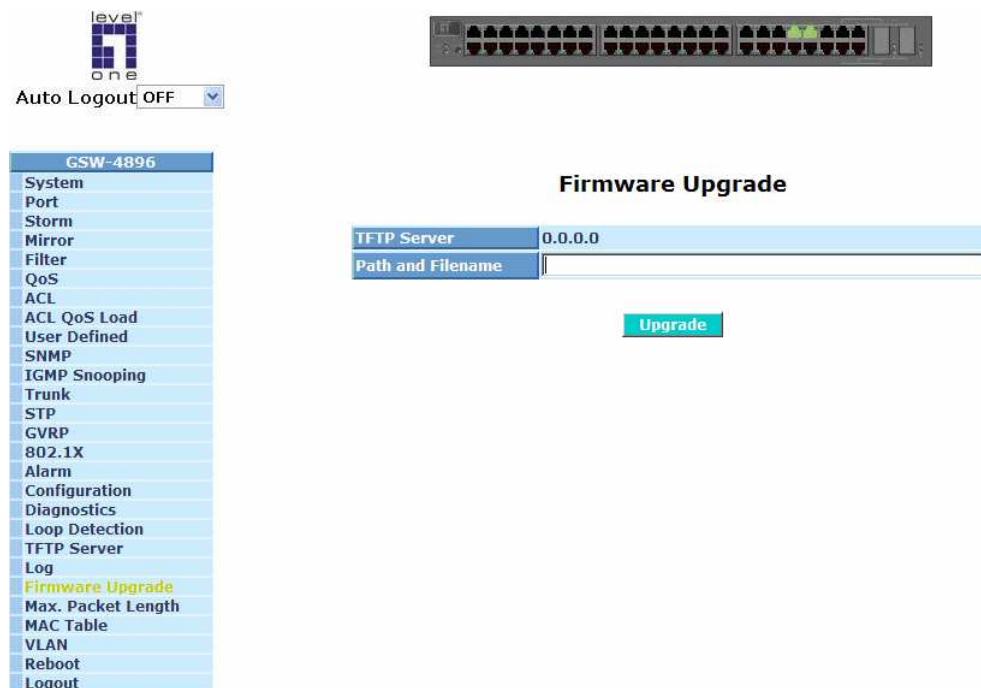 level
one
Auto Logout OFF
GSW-4896
System
Port
Storm
Mirror
Filter
QoS
ACL
ACL QoS Load
User Defined
SNMP
IGMP Snooping
Trunk
STP
GVRP
802.1X
Alarm
Configuration
Diagnostics
Loop Detection
TFTP Server
Log
Firmware Upgrade
Max. Packet Length
MAC Table
VLAN
Reboot
Logout
Firmware Upgrade
TFTP Server 0.0.0.0
Path and Filename
Upgrade